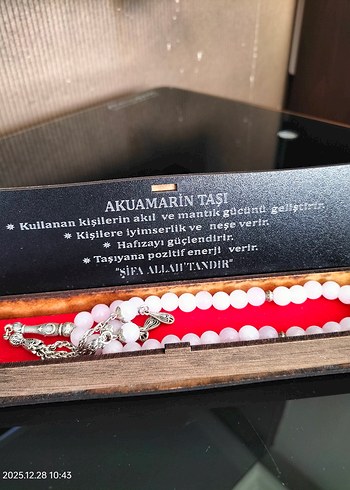 AKUAMARİN TAŞI
* Kullanan kişilerin akıl ve mantık gücünü geliştirir.
* Kişilere iyimserlik ve neşe verir.
* Hafızayı güçlendirir.
* Taşıyana pozitif enerji verir.
"ŞİFA ALLAH'TANDIR"
2025.12.28 10:43